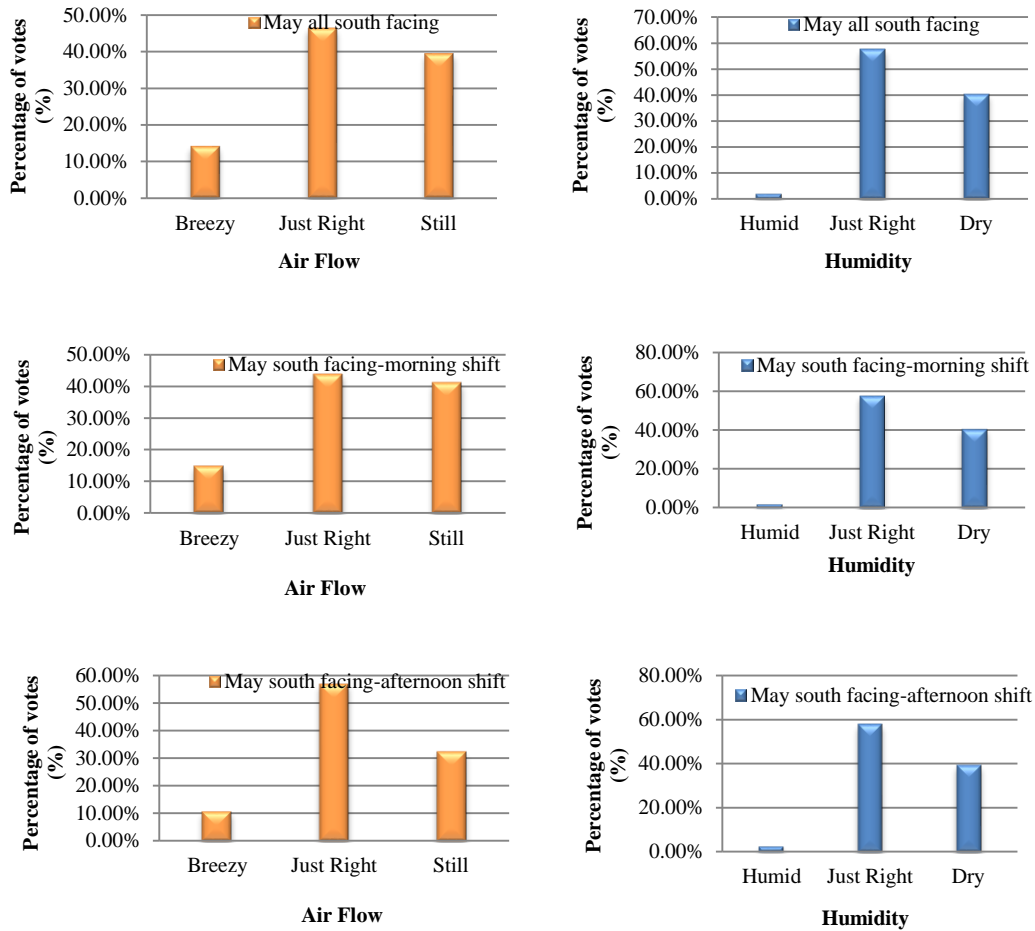 Percentage of votes
(%)
50.00%
40.00%
30.00%
20.00%
10.00%
0.00%
May all south facing
Breezy Just Right Still
Air Flow
Percentage of votes
(%)
70.00%
60.00%
50.00%
40.00%
30.00%
20.00%
10.00%
0.00%
May all south facing
Humid Just Right Dry
Humidity
Percentage of votes
(%)
50.00%
40.00%
30.00%
20.00%
10.00%
0.00%
May south facing-morning shift
Breezy Just Right Still
Air Flow
Percentage of votes
(%)
80.00%
60.00%
40.00%
20.00%
0.00%
May south facing-morning shift
Humid Just Right Dry
Humidity
Percentage of votes
(%)
60.00%
50.00%
40.00%
30.00%
20.00%
10.00%
0.00%
May south facing-afternoon shift
Breezy Just Right Still
Air Flow
Percentage of votes
(%)
80.00%
60.00%
40.00%
20.00%
0.00%
May south facing-afternoon shift
Humid Just Right Dry
Humidity